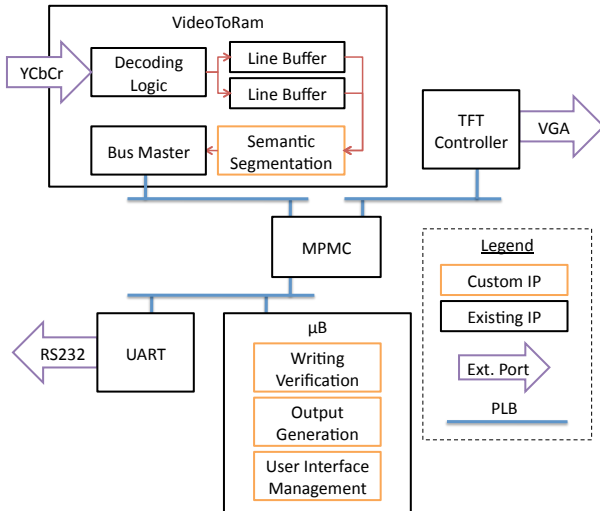 VideoToRam
YCbCr
Decoding
Logic
Line Buffer
Line Buffer
Bus Master
Semantic
Segmentation
TFT
Controller
VGA
MPMC
RS232
UART
µB
Writing
Verification
Output
Generation
User Interface
Management
Legend
Custom IP
Existing IP
Ext. Port
PLB